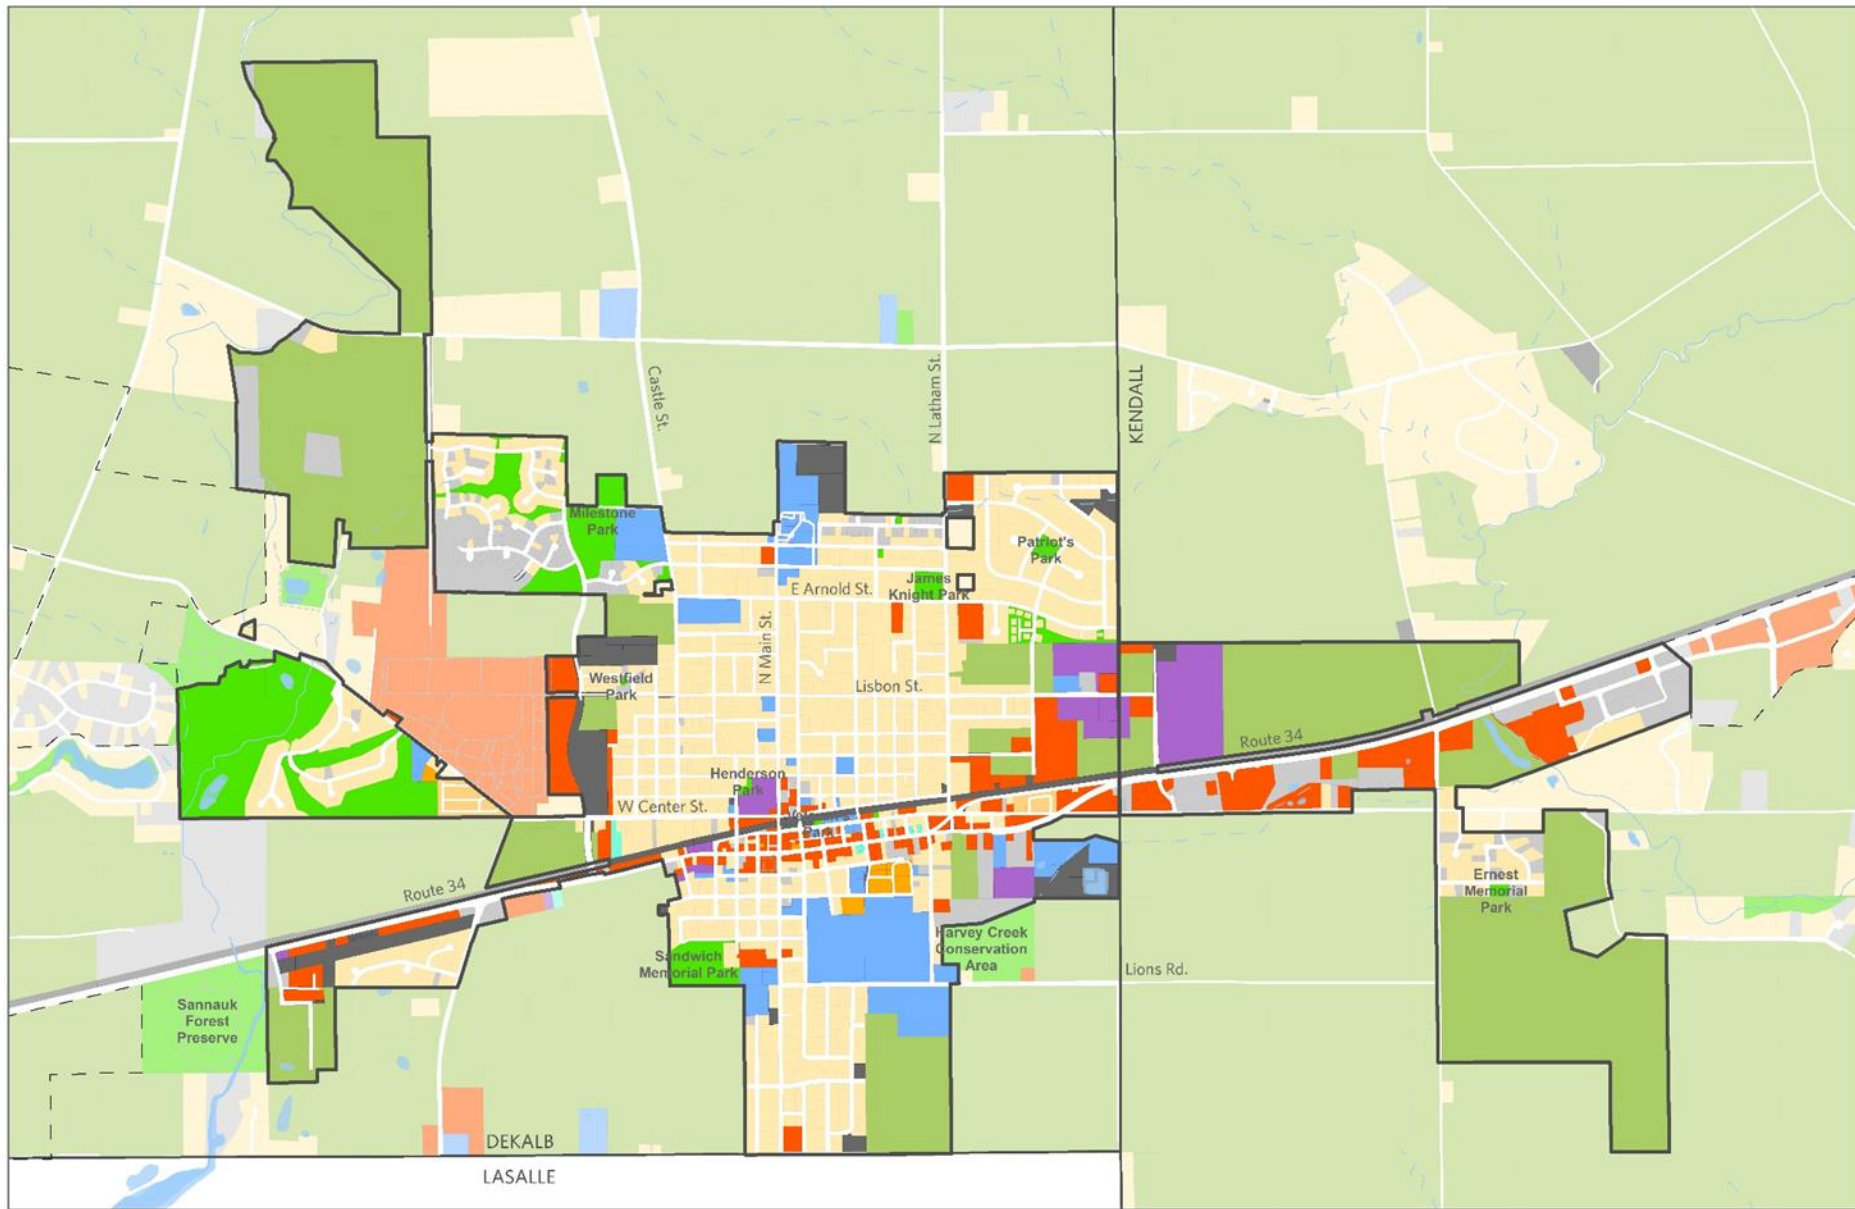 Castle St.
N Latham St.
KENDALL
Milestone
Park
Patriot's
Park
E Arnold St.
James
Knight Park
N Main St.
Westfield
Park
Lisbon St.
Route 34
Henderson
Park
W Center St.
Park
Route 34
Ernest
Memorial
Park
Sandwich
Memorial Park
Harvey Creek
Conservation
Area
Lions Rd.
Sannauk
Forest
Preserve
DEKALB
LASALLE